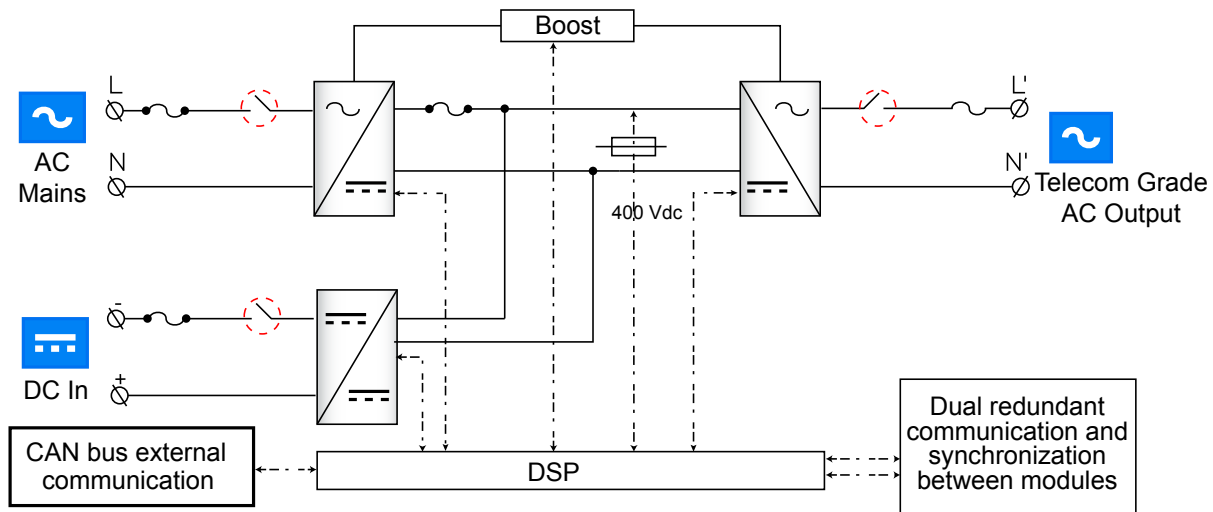 Boost
L
L'
AC
Mains
N
N'
Telecom Grade
AC Output
400 Vdc
-
DC In
+
CAN bus external
communication
DSP
Dual redundant
communication and
synchronization
between modules